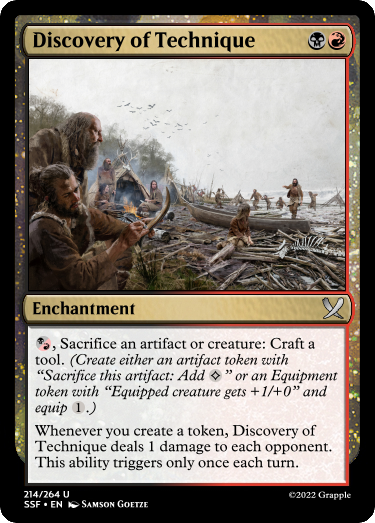 Discovery of Technique
Enchantment
, Sacrifice an artifact or creature: Craft a
tool. (Create either an artifact token with
“Sacrifice this artifact: Add ” or an Equipment
token with “Equipped creature gets +1/+0” and
equip 1.)
Whenever you create a token, Discovery of
Technique deals 1 damage to each opponent.
This ability triggers only once each turn.
214/264 U
SSF • EN Samson Goetze
©2022 Grapple